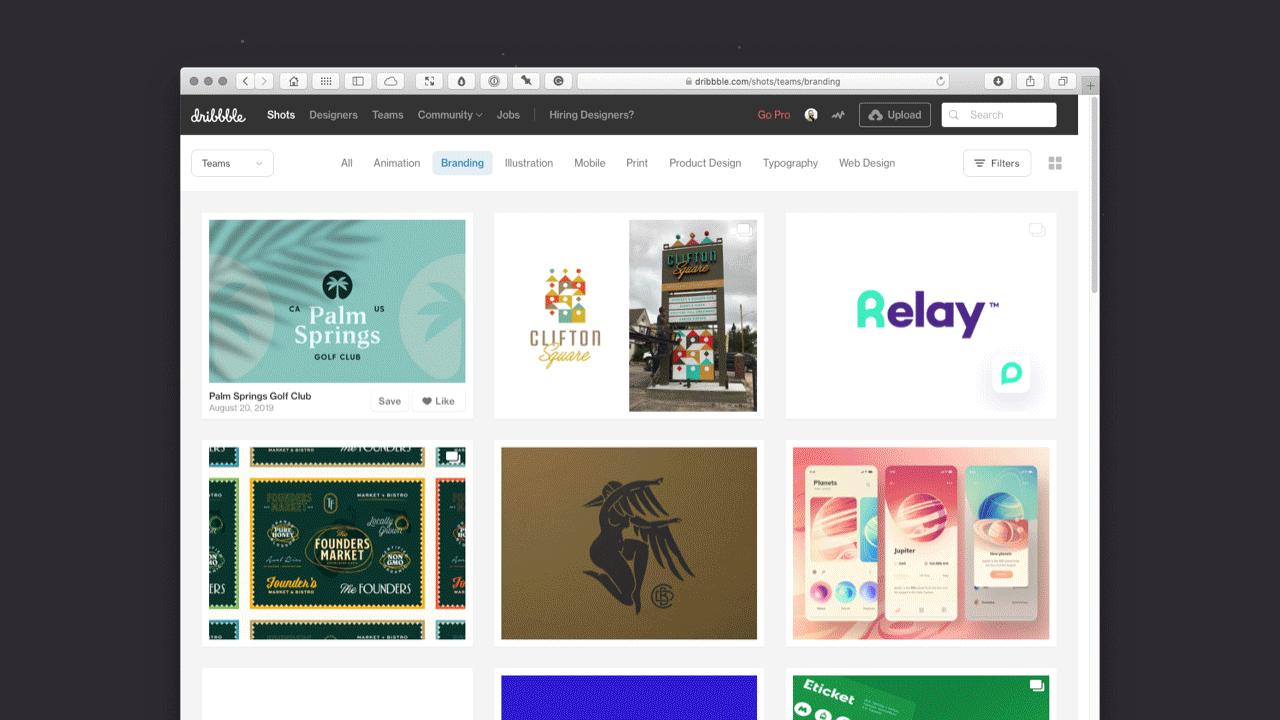 dribbble.com/shots/teams/branding
dribbble Shots Designers Teams Community Jobs Hiring Designers? Go Pro Upload Search
Teams All Animation Branding Illustration Mobile Print Product Design Typography Web Design Filters
CA US
Palm
Springs
GOLF CLUB
Palm Springs Golf Club
August 20, 2019
Save Like
CLIFTON
Square
CLIFTON
Square
Relay™
MARKET & BISTRO
MARKET + BISTRO
TF
Locally
Grown
PURE
HONEY
The
FOUNDERS
MARKET
NON
GMO
Founder's
MARKET & BISTRO
The FOUNDERS
Planets
Jupiter
New planets
Eticket